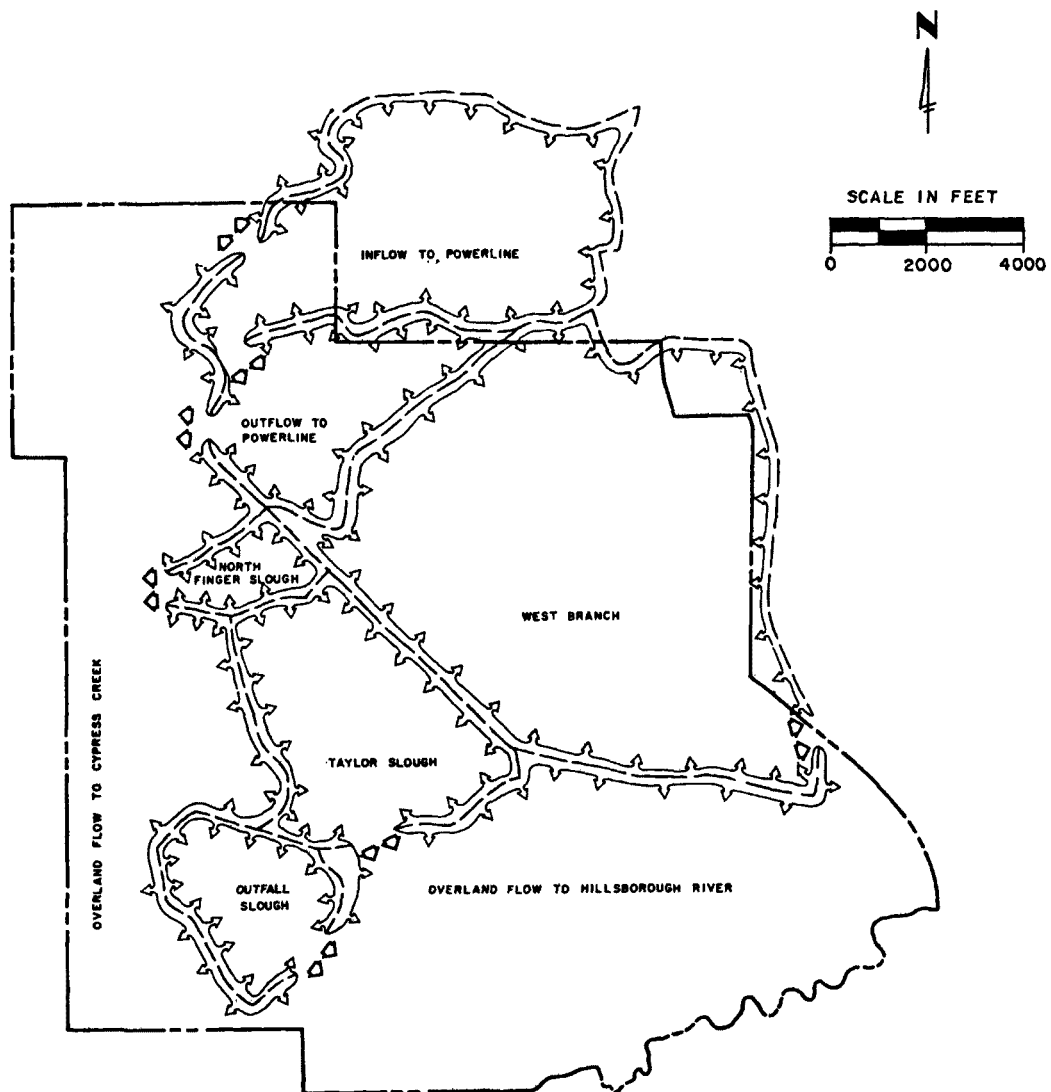 N
SCALE IN FEET
0 2000 4000
INFLOW TO POWERLINE
OUTFLOW TO
POWERLINE
NORTH
FINGER SLOUGH
WEST BRANCH
OVERLAND FLOW TO CYPRESS CREEK
TAYLOR SLOUGH
OUTFALL
SLOUGH
OVERLAND FLOW TO HILLSBOROUGH RIVER